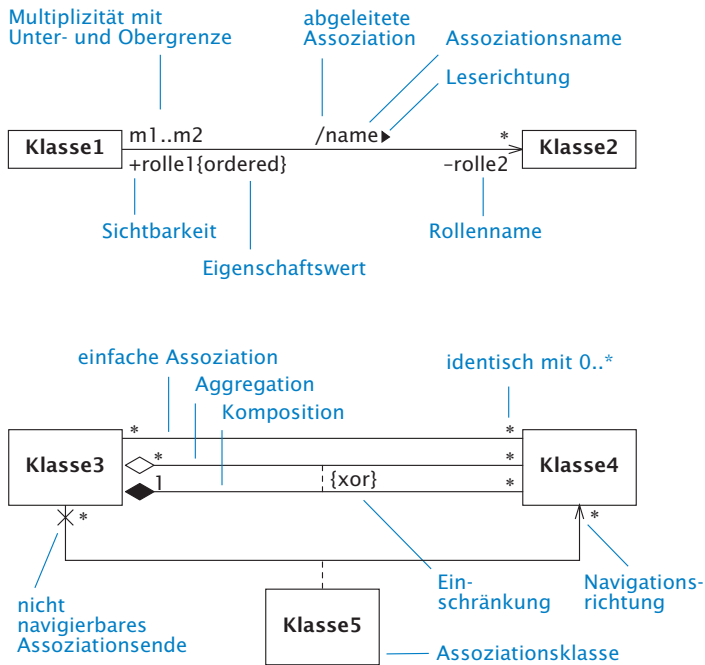 Multiplizität mit
Unter- und Obergrenze
abgeleitete
Assoziation
Assoziationsname
Leserichtung
Klasse1
m1..m2
/name
*
Klasse2
+rolle1{ordered}
–rolle2
Sichtbarkeit
Rollenname
Eigenschaftswert
einfache Assoziation
identisch mit 0..*
Aggregation
Komposition
*
*
Klasse3
*
*
Klasse4
1
{xor}
*
*
*
nicht
navigierbares
Assoziationsende
Ein-
schränkung
Navigations-
richtung
Klasse5
Assoziationsklasse